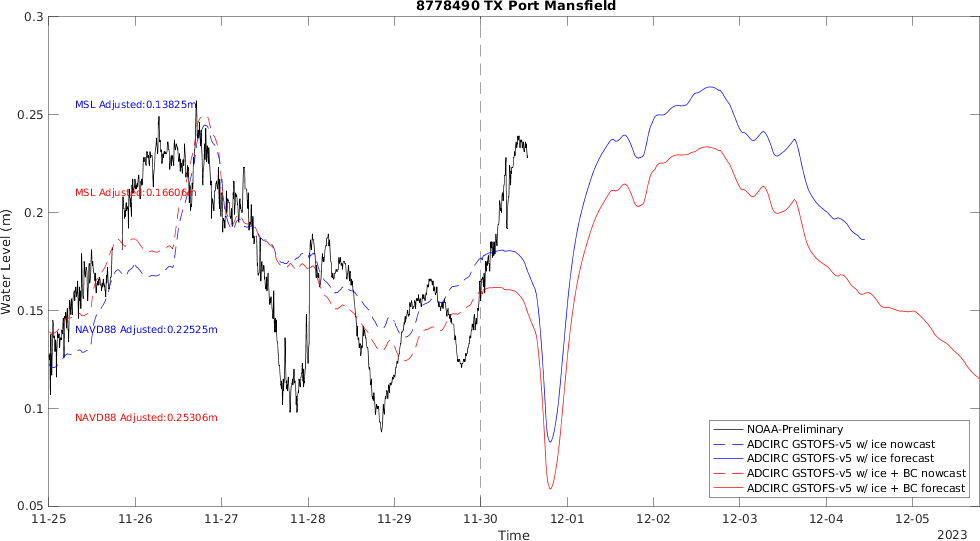 8778490 TX Port Mansfield
0.3
0.25
0.2
0.15
0.1
0.05
Water Level (m)
MSL Adjusted:0.13825m
MSL Adjusted:0.16606m
NAVD88 Adjusted:0.22525m
NAVD88 Adjusted:0.25306m
NOAA-Preliminary
ADCIRC GSTOFS-v5 w/ ice nowcast
ADCIRC GSTOFS-v5 w/ ice forecast
ADCIRC GSTOFS-v5 w/ ice + BC nowcast
ADCIRC GSTOFS-v5 w/ ice + BC forecast
11-25 11-26 11-27 11-28 11-29 11-30 12-01 12-02 12-03 12-04 12-05
Time
2023